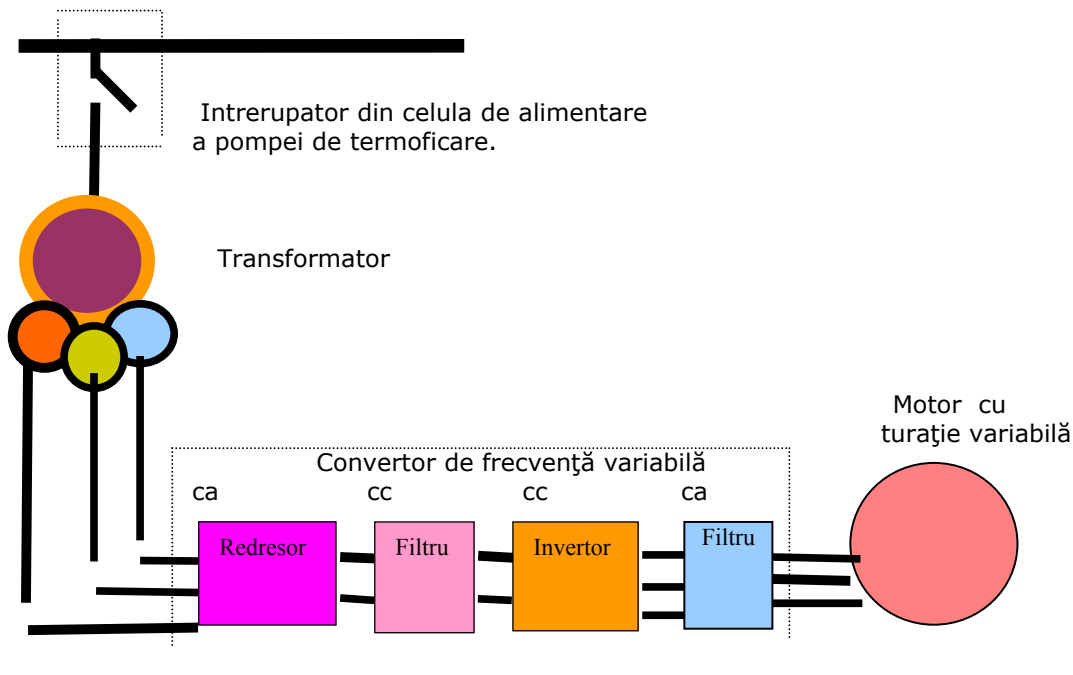 Intrerupator din celula de alimentare
a pompei de termoficare.
Transformator
Motor cu
turaţie variabilă
Convertor de frecvenţă variabilă
ca cc cc ca
Redresor Filtru Invertor Filtru